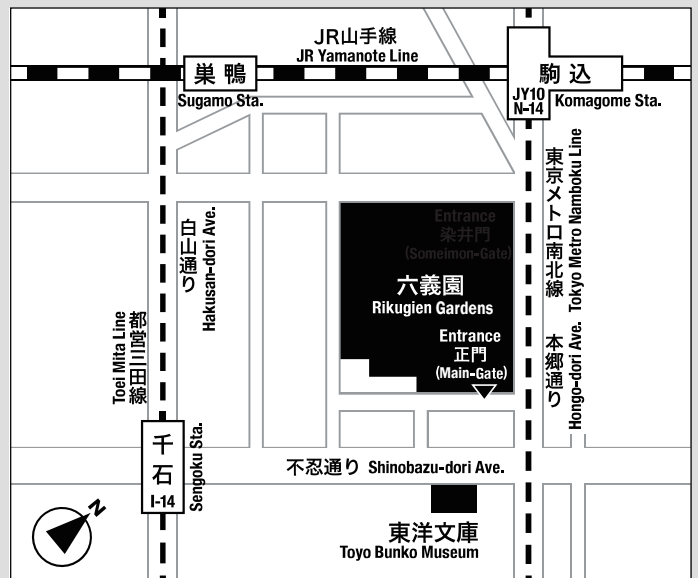 JR山手線
JR Yamanote Line
巣鴨
Sugamo Sta.
駒込
JY10
N-14
Komagome Sta.
東京メトロ南北線
Tokyo Metro Namboku Line
白山通り
Hakusan-dori Ave.
Entrance
染井門
(Someimon-Gate)
六義園
Rikugien Gardens
Entrance
正門
(Main-Gate)
都営三田線
Toei Mita Line
本郷通り
Hongo-dori Ave.
千石
I-14
Sengoku Sta.
不忍通り Shinobazu-dori Ave.
N
東洋文庫
Toyo Bunko Museum